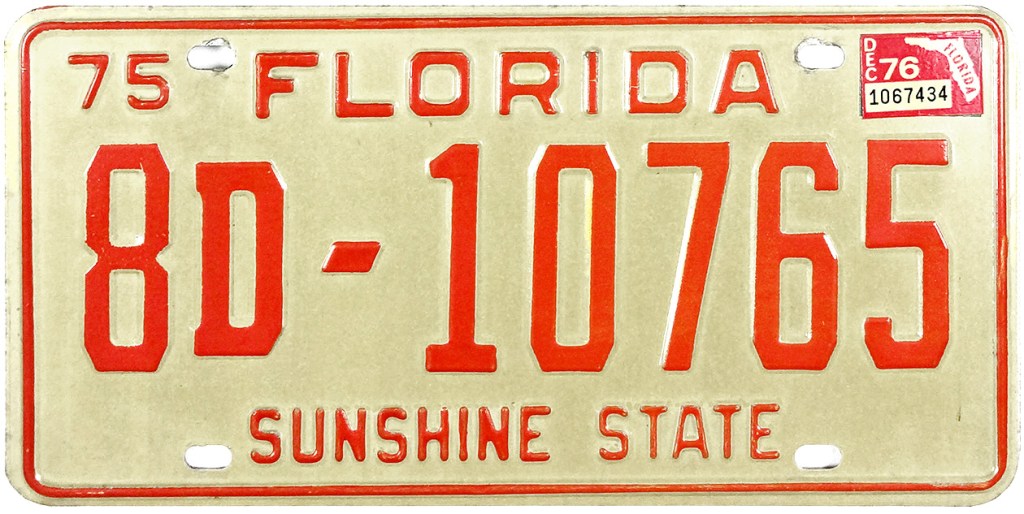 75 FLORIDA
DEC 76 FLORIDA
1067434
8D-10765
SUNSHINE STATE